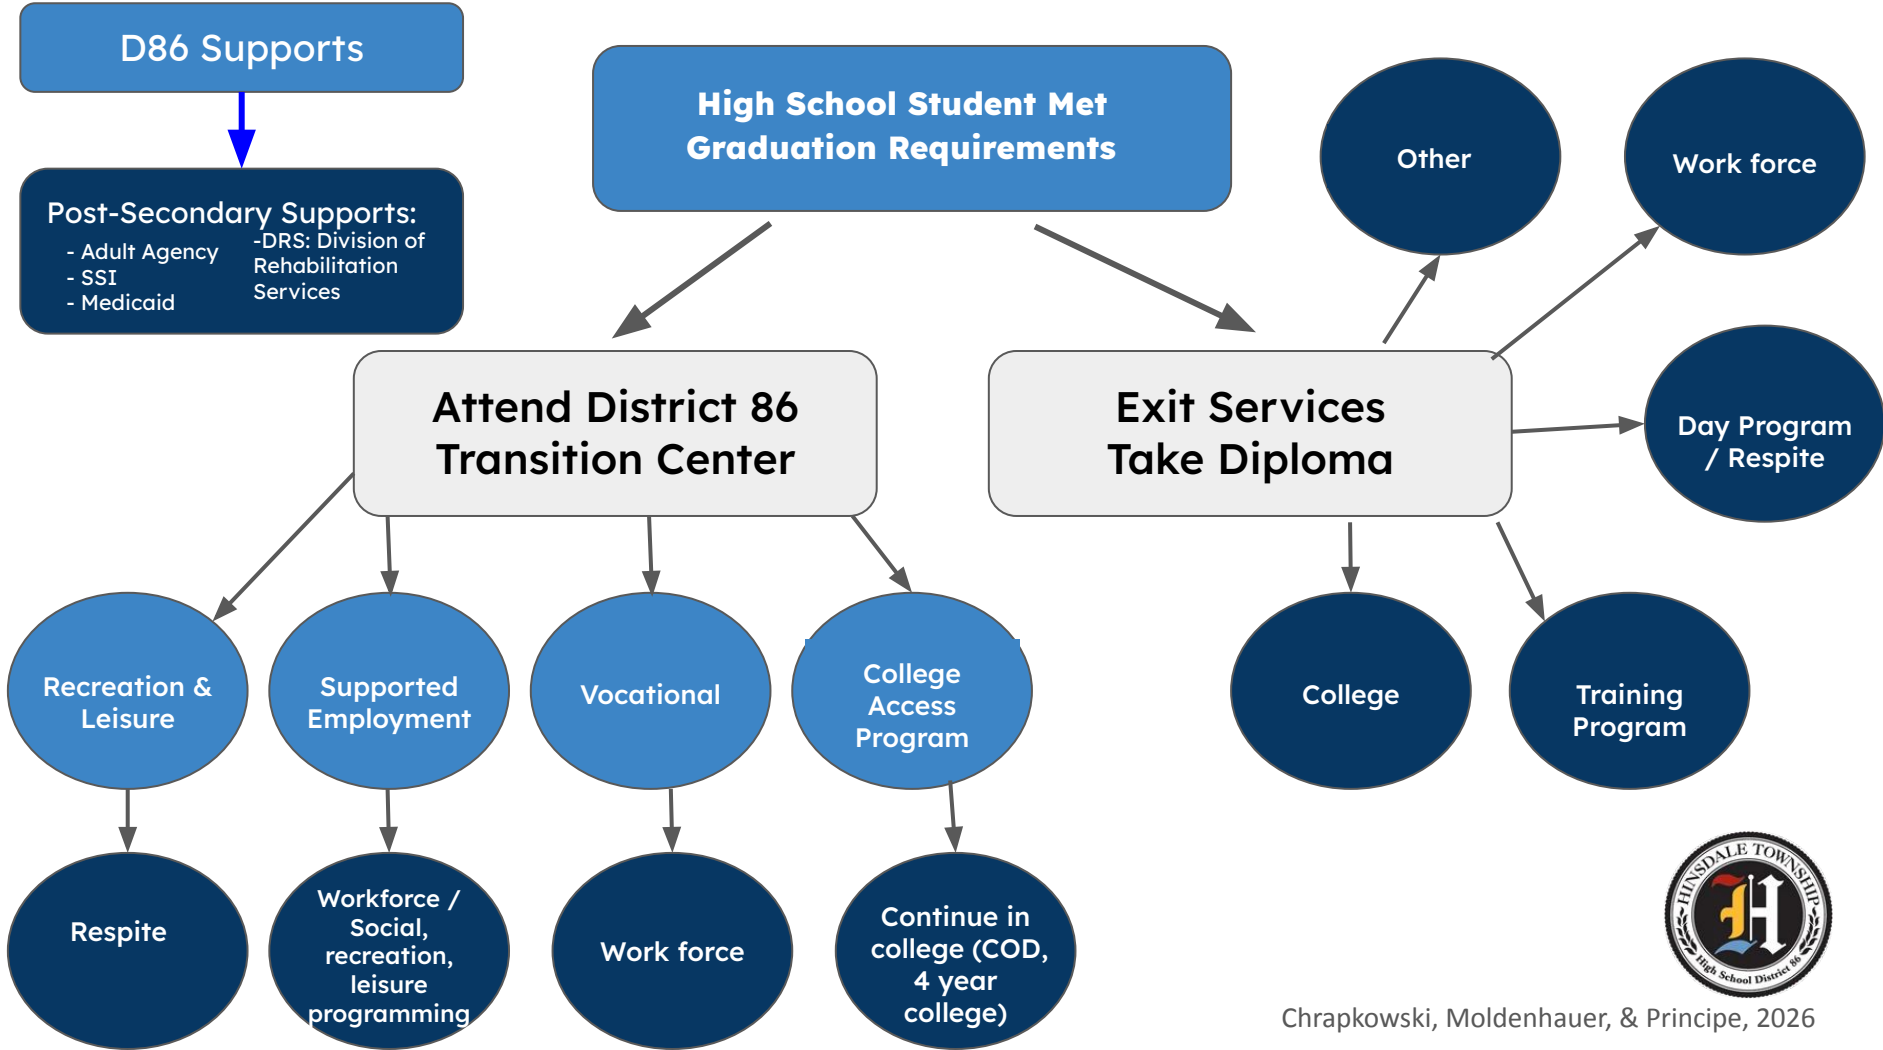 D86 Supports
Post-Secondary Supports:
- Adult Agency
- SSI
- Medicaid
-DRS: Division of
Rehabilitation
Services
High School Student Met
Graduation Requirements
Other
Work force
Attend District 86
Transition Center
Exit Services
Take Diploma
Day Program
/ Respite
Recreation &
Leisure
Supported
Employment
Vocational
College
Access
Program
College
Training
Program
Respite
Workforce /
Social,
recreation,
leisure
programming
Work force
Continue in
college (COD,
4 year
college)
HINSDALE TOWNSHIP
H
High School District 86
Chrapkowski, Moldenhauer, & Principe, 2026